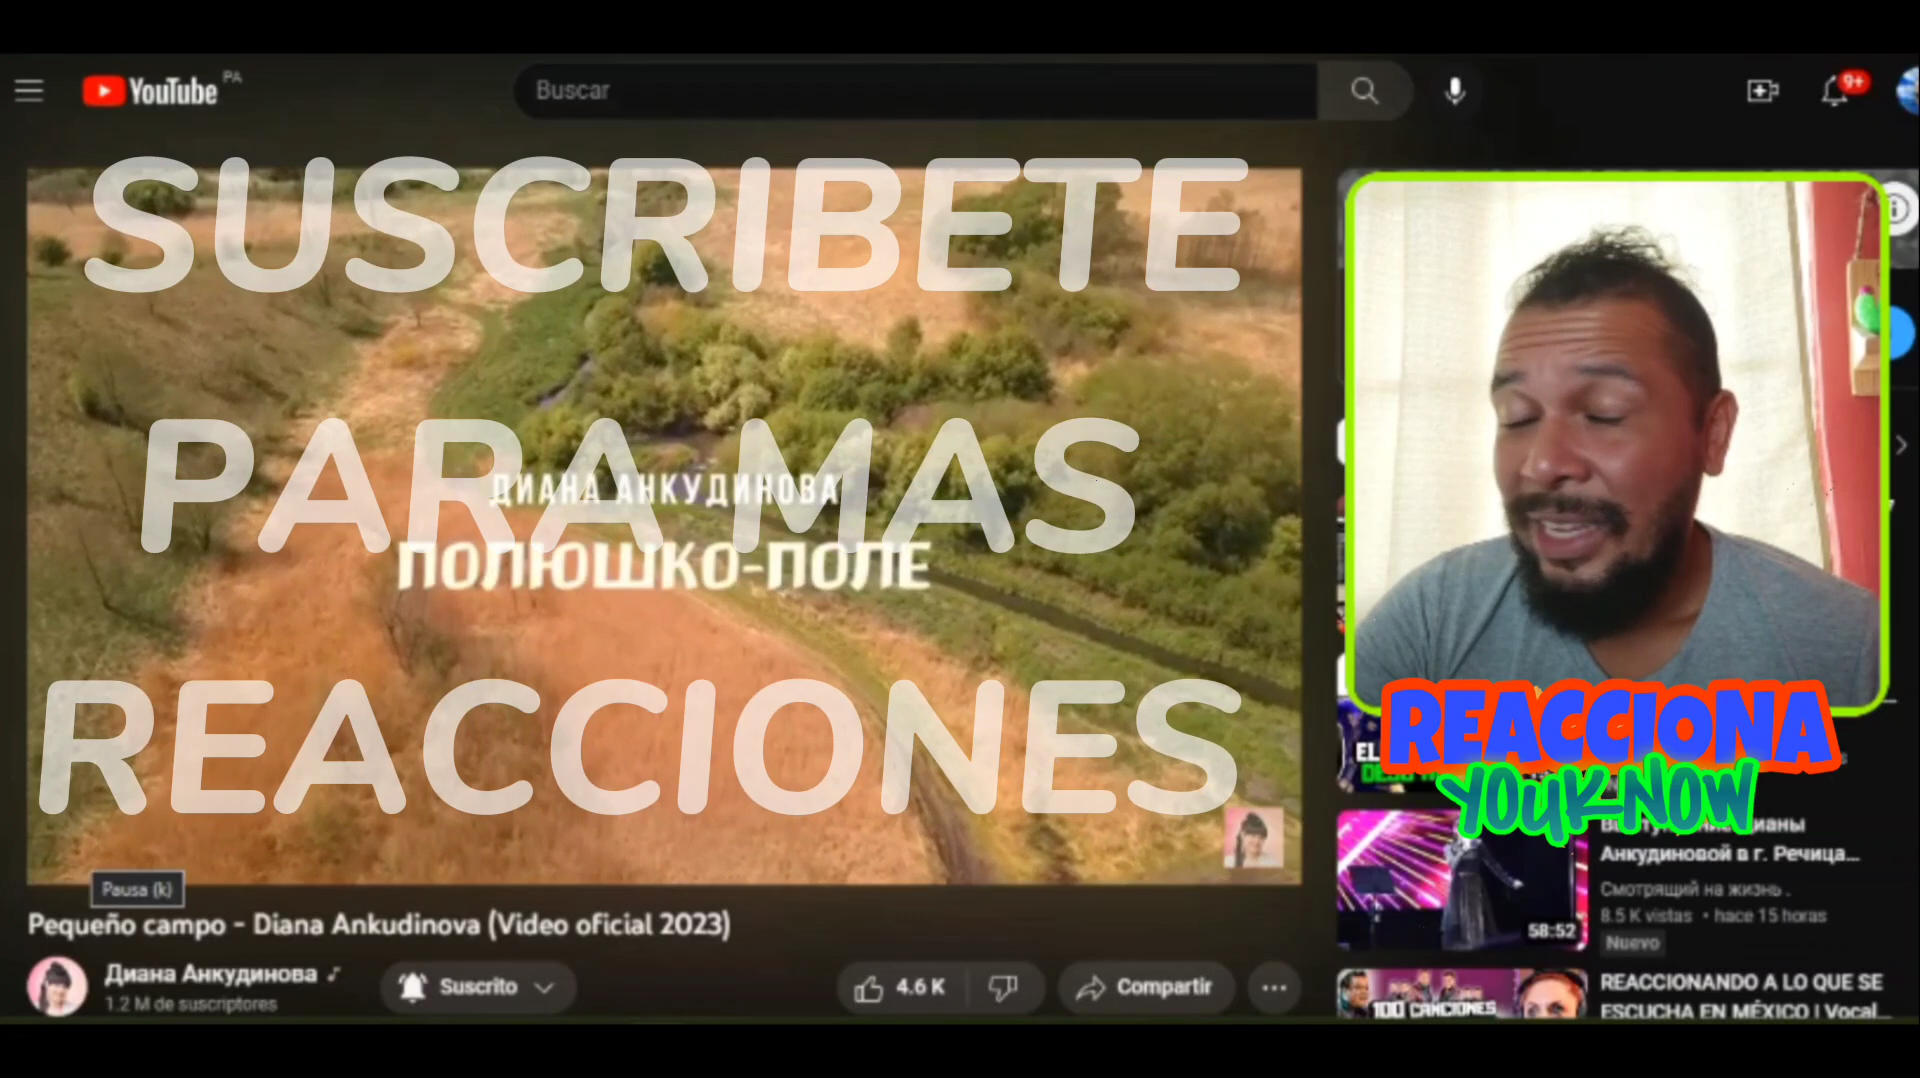 YouTube PA
Buscar
9+
SUSCRIBETE
PARA MAS
REACCIONES
ДИАНА АНКУДИНОВА
ПОЛЮШКО-ПОЛЕ
Pausa (k)
Pequeño campo - Diana Ankudinova (Video oficial 2023)
Диана Анкудинова
1.2 M de suscriptores
Suscrito
4.6 K
Compartir
REACCIONA
YOUKNOW
EL
Анкудиновой в г. Речица...
Смотрящий на жизнь .
8.5 K vistas • hace 15 horas
Nuevo
58:52
100 CANCIONES
REACCIONANDO A LO QUE SE
ESCUCHA EN MÉXICO | Vocal...